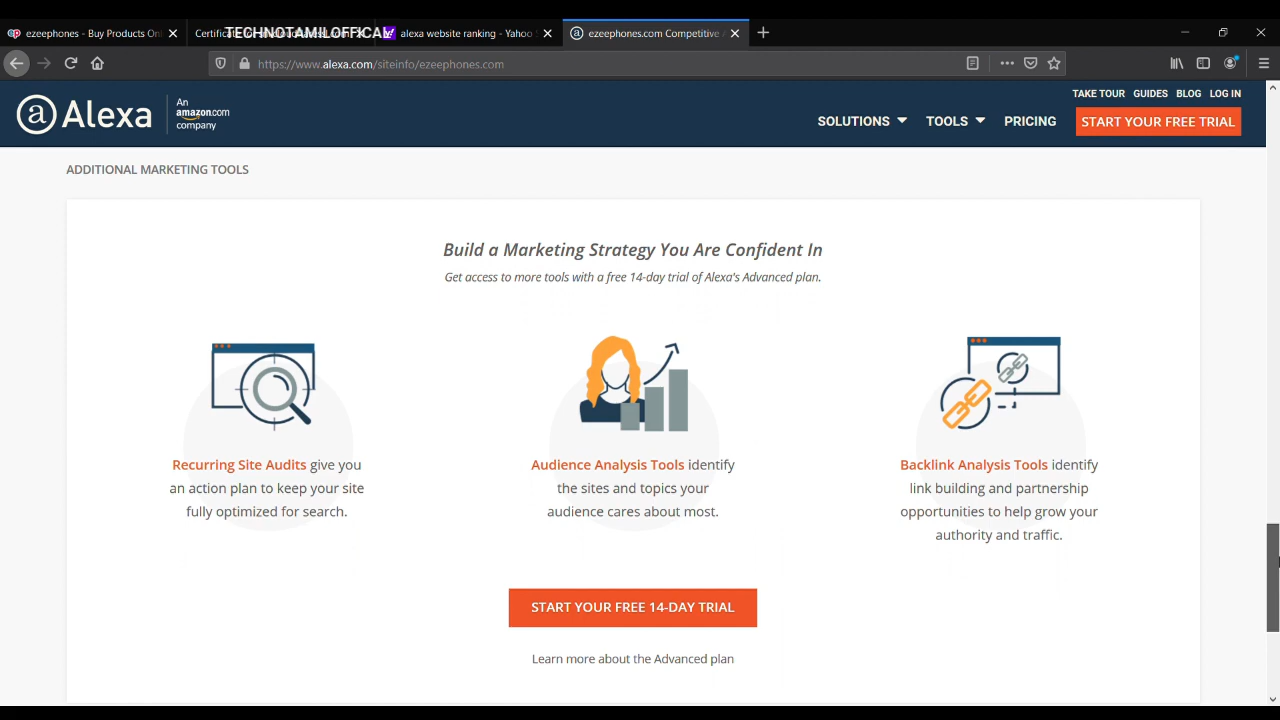 ezeephones - Buy Products Onl
TECHNOTAMILOFFICAL
alexa website ranking - Yahoo S
ezeephones.com Competitive A
https://www.alexa.com/siteinfo/ezeephones.com
Alexa
An
amazon.com
company
TAKE TOUR GUIDES BLOG LOG IN
SOLUTIONS TOOLS PRICING START YOUR FREE TRIAL
ADDITIONAL MARKETING TOOLS
Build a Marketing Strategy You Are Confident In
Get access to more tools with a free 14-day trial of Alexa's Advanced plan.
Recurring Site Audits give you
an action plan to keep your site
fully optimized for search.
Audience Analysis Tools identify
the sites and topics your
audience cares about most.
Backlink Analysis Tools identify
link building and partnership
opportunities to help grow your
authority and traffic.
START YOUR FREE 14-DAY TRIAL
Learn more about the Advanced plan